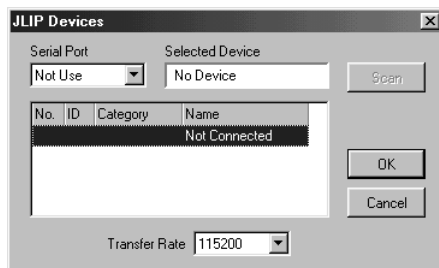 JLIP Devices
Serial Port Selected Device
Not Use No Device Scan
No. ID Category Name
Not Connected
OK
Cancel
Transfer Rate 115200